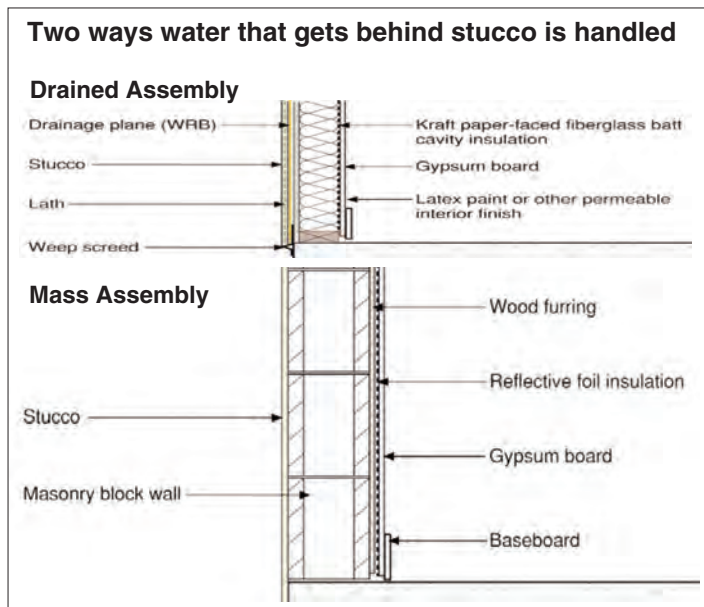 Two ways water that gets behind stucco is handled
Drained Assembly
Drainage plane (WRB)
Stucco
Lath
Weep screed
Kraft paper-faced fiberglass batt
cavity insulation
Gypsum board
Latex paint or other permeable
interior finish
Mass Assembly
Stucco
Masonry block wall
Wood furring
Reflective foil insulation
Gypsum board
Baseboard